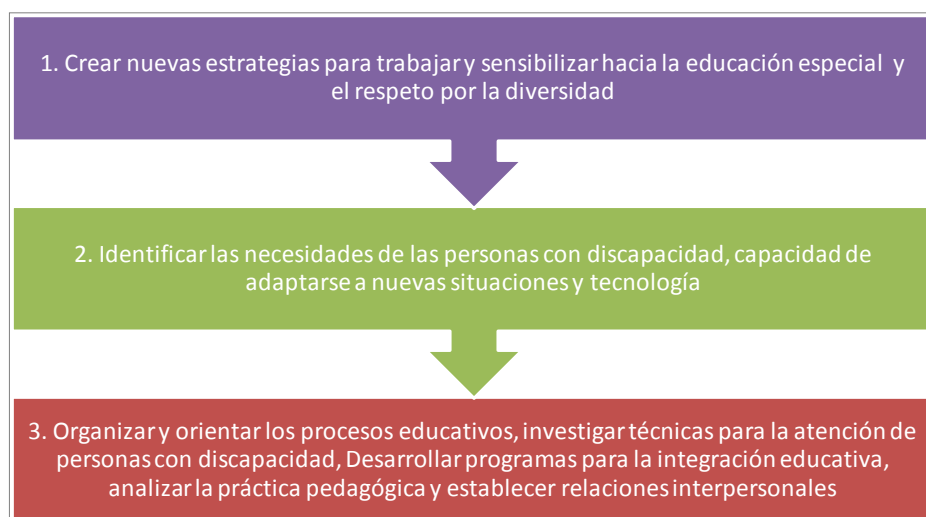 1. Crear nuevas estrategias para trabajar y sensibilizar hacia la educación especial y
el respeto por la diversidad
2. Identificar las necesidades de las personas con discapacidad, capacidad de
adaptarse a nuevas situaciones y tecnología
3. Organizar y orientar los procesos educativos, investigar técnicas para la atención de
personas con discapacidad, Desarrollar programas para la integración educativa,
analizar la práctica pedagógica y establecer relaciones interpersonales